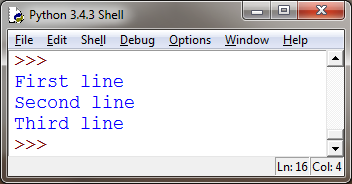 Python 3.4.3 Shell
File Edit Shell Debug Options Window Help
>>>
First line
Second line
Third line
>>>
Ln: 16 Col: 4